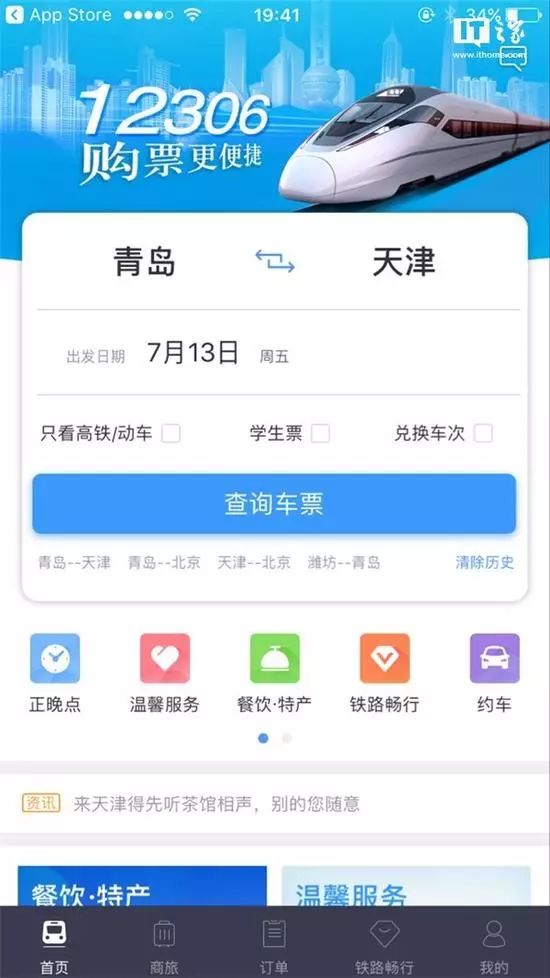 App Store 19:41 34%
IT之家
www.ithome.com
12306
购票更便捷
青岛 天津
出发日期 7月13日 周五
只看高铁/动车 学生票 兑换车次
查询车票
青岛--天津 青岛--北京 天津--北京 潍坊--青岛 清除历史
正晚点 温馨服务 餐饮·特产 铁路畅行 约车
资讯 来天津得先听茶馆相声，别的您随意
餐饮·特产 温馨服务
首页 商旅 订单 铁路畅行 我的